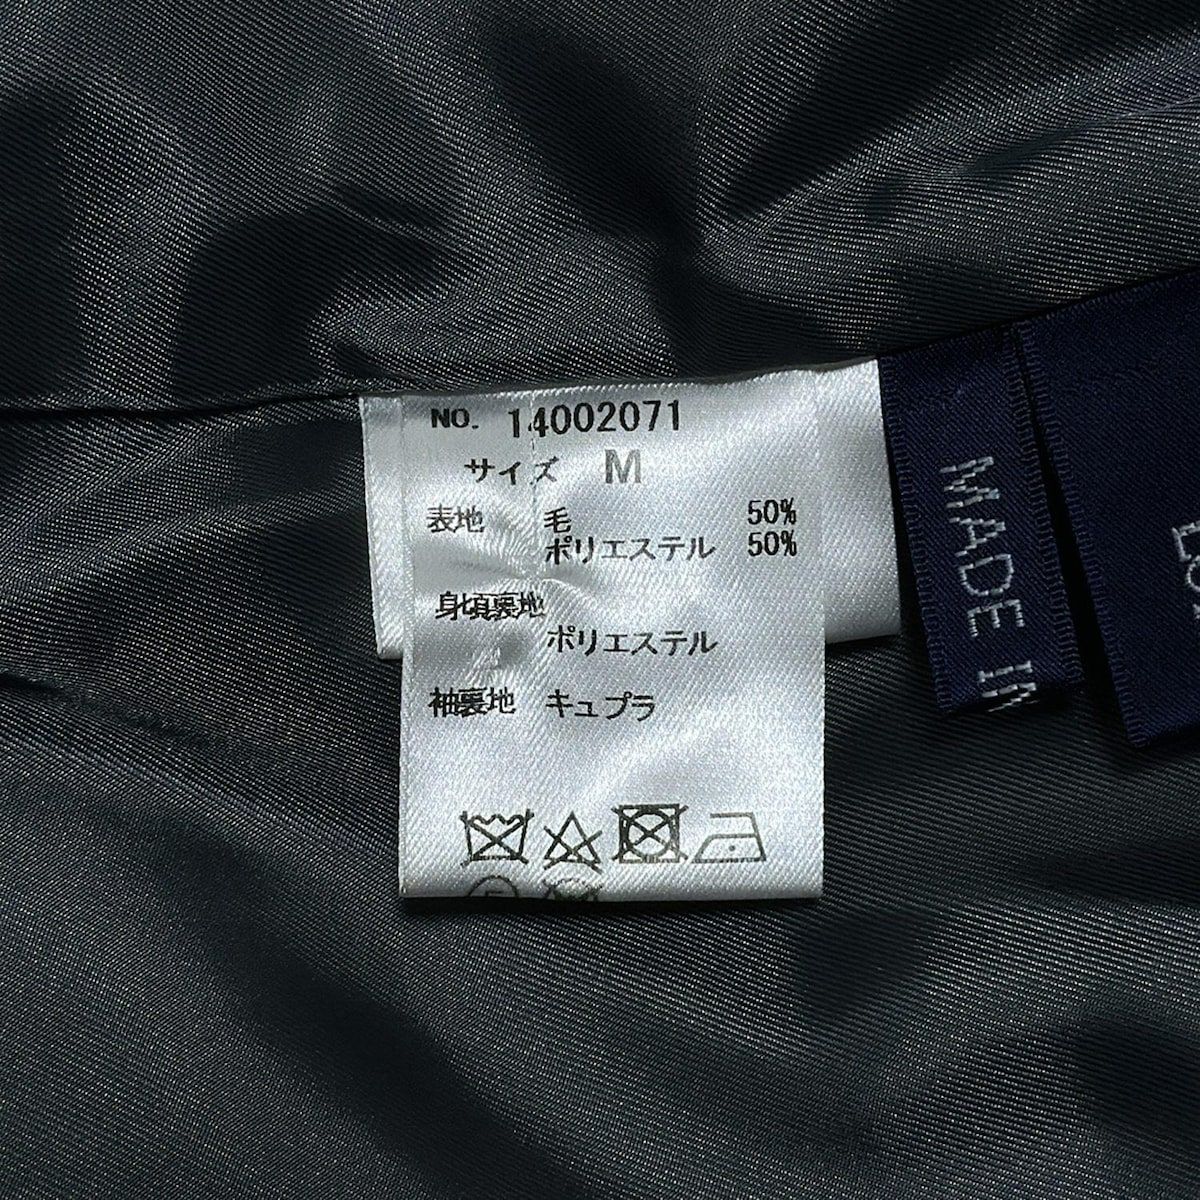 NO. 14002071
サイズ M
表地 毛 50%
ポリエステル 50%
身頃裏地
ポリエステル
袖裏地 キュプラ
MADE IN